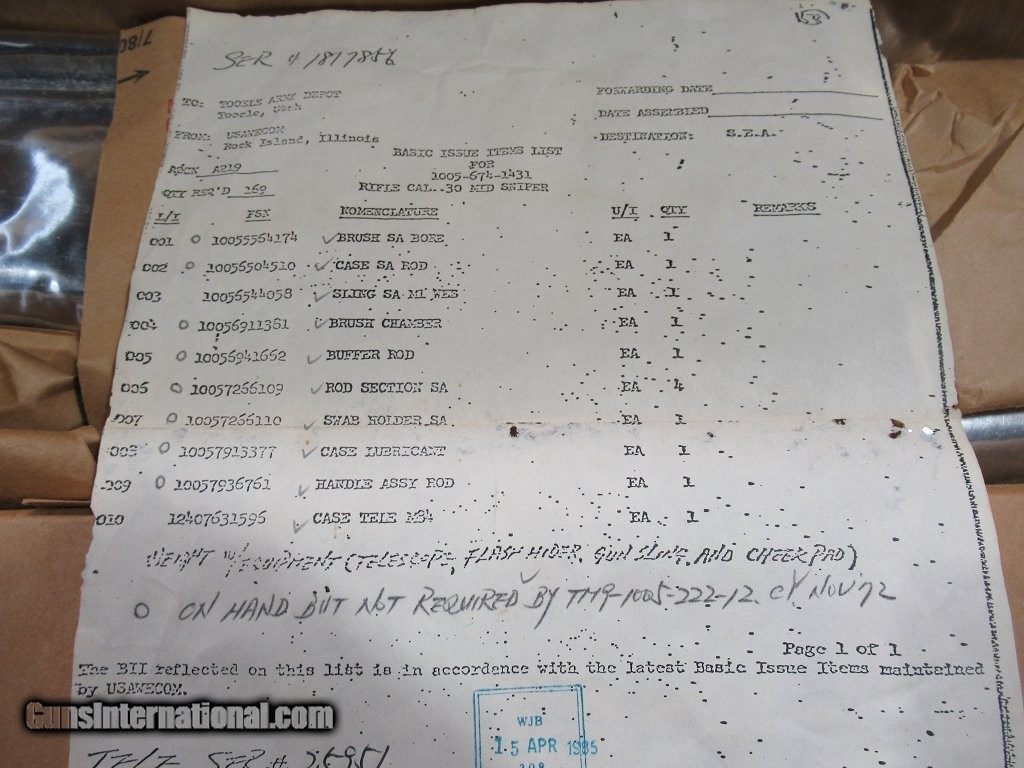 7/80
58
SER # 1817856
TO: TOOELE ARMY DEPOT
Tooele, Utah
FORWARDING DATE
DATE ASSEMBLED
FROM: USAWECOM
Rock Island, Illinois
DESTINATION: S.E.A.
BASIC ISSUE ITEMS LIST
FOR
1005-674-1431
RIFLE CAL .30 MID SNIPER
A219
QTY REQ'D 269
I/I FSN NOMENCLATURE U/I QTY REMARKS
001 O 10055564174 ✓ BRUSH SA BORE EA 1
002 O 10056504510 ✓ CASE SA ROD EA 1
003 10056544058 ✓ SLING SA M1 WEB EA 1
004 O 10056911381 ✓ BRUSH CHAMBER EA 1
005 O 10056941662 ✓ BUFFER ROD EA 1
006 O 10057266109 ✓ ROD SECTION SA EA 4
007 O 10057266110 ✓ SWAB HOLDER SA EA 1
008 O 10057913377 ✓ CASE LUBRICANT EA 1
009 O 10057936761 ✓ HANDLE ASSY ROD EA 1
010 12407631596 ✓ CASE TELE M84 EA 1
WEIGHT W/EQUIPMENT (TELESCOPE, FLASH HIDER, GUN SLING, AND CHEEK PAD)
O ON HAND BUT NOT REQUIRED BY TM9-1005-222-12. CY NOV 72
Page 1 of 1
The BII reflected on this list is in accordance with the latest Basic Issue Items maintained
by USAWECOM.
WJB
15 APR 1985
GunsInternational.com
SER #